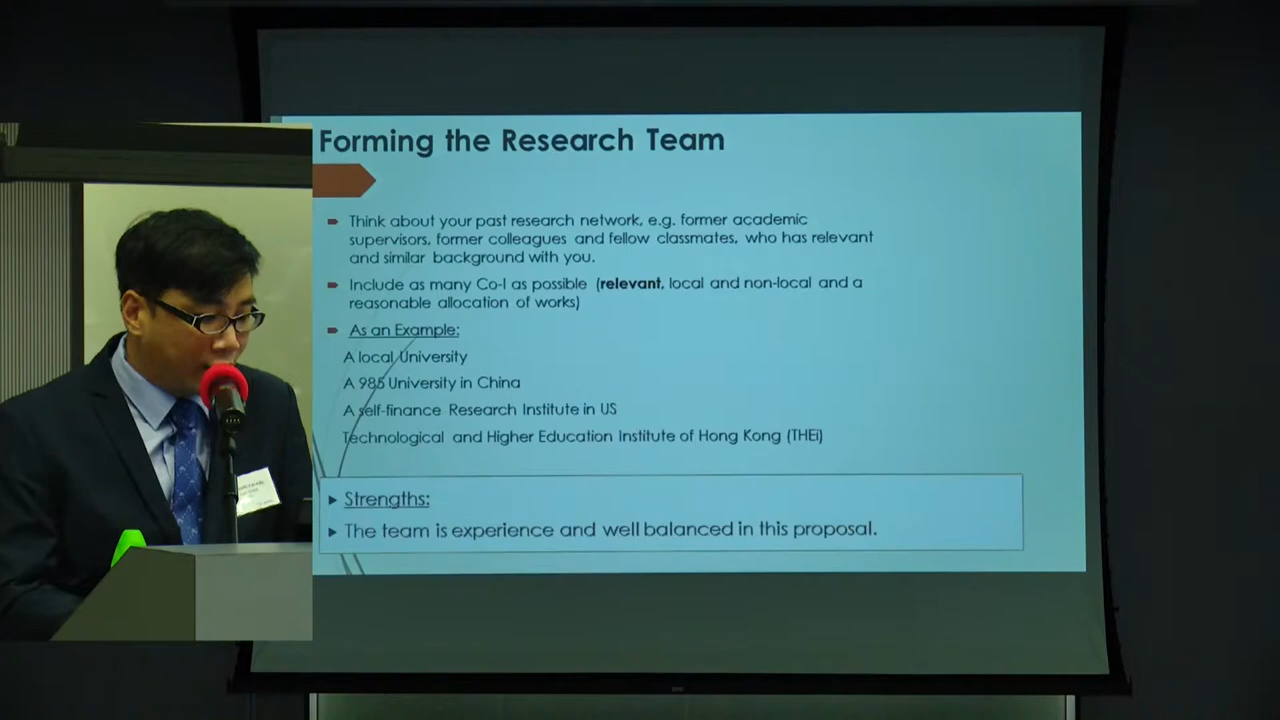 Forming the Research Team
Think about your past research network, e.g. former academic
supervisors, former colleagues and fellow classmates, who has relevant
and similar background with you.
Include as many Co-I as possible (relevant, local and non-local and a
reasonable allocation of works)
As an Example:
A local University
A 985 University in China
A self-finance Research Institute in US
Technological and Higher Education Institute of Hong Kong (THEi)
Strengths:
The team is experience and well balanced in this proposal.